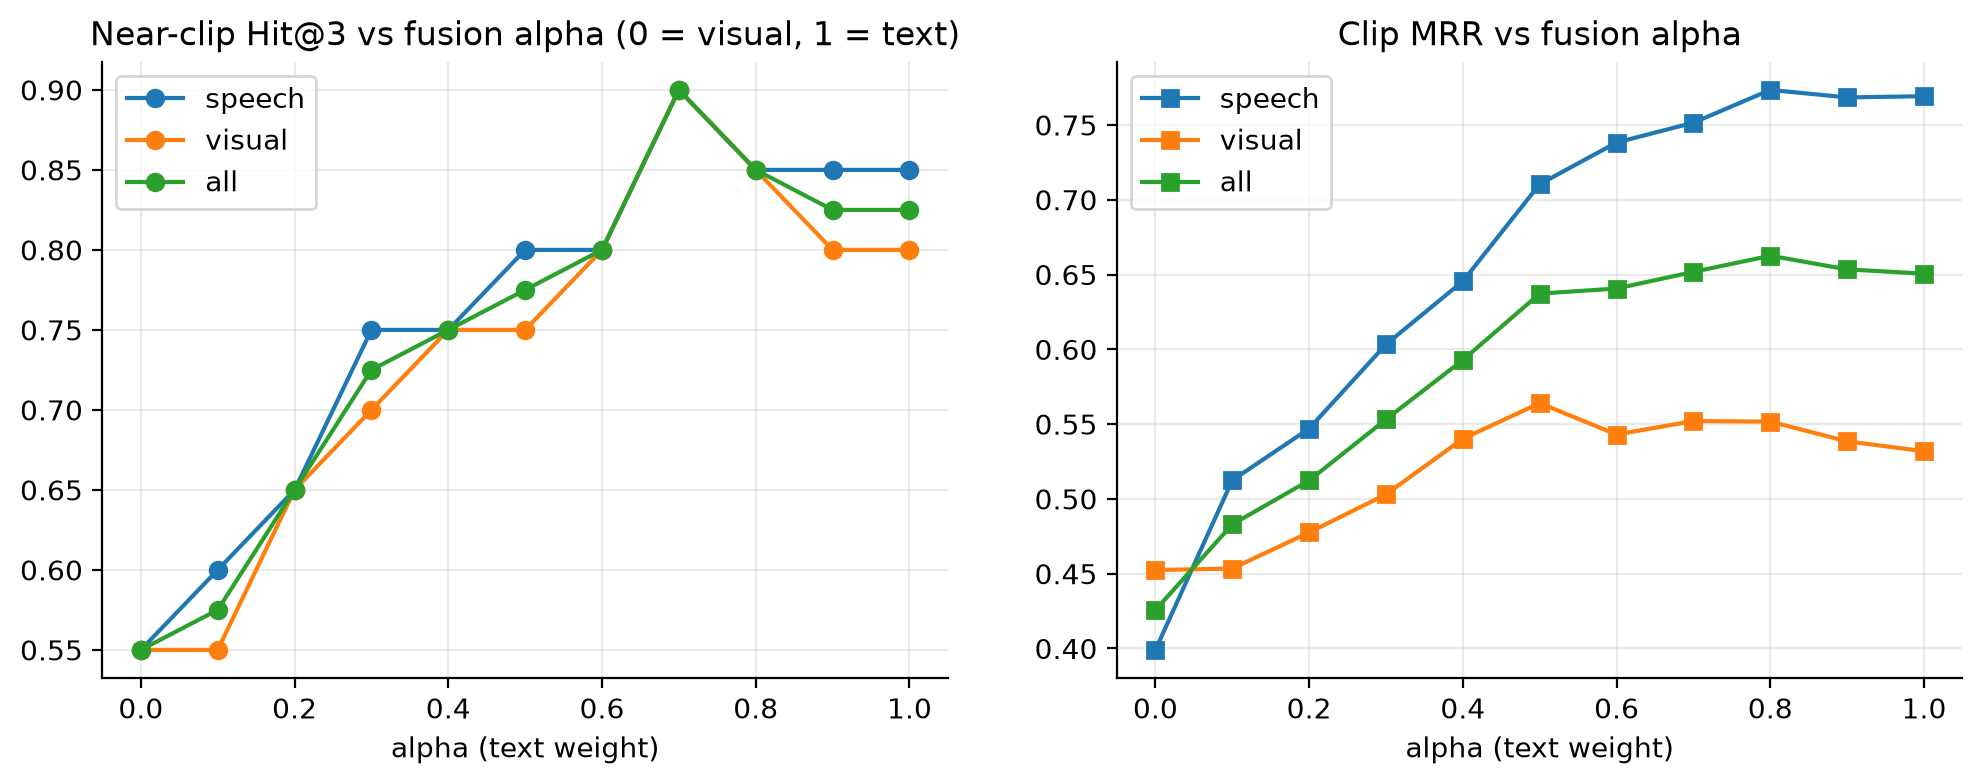 Near-clip Hit@3 vs fusion alpha (0 = visual, 1 = text)
speech
visual
all
0.90
0.85
0.80
0.75
0.70
0.65
0.60
0.55
0.0 0.2 0.4 0.6 0.8 1.0
alpha (text weight)
Clip MRR vs fusion alpha
speech
visual
all
0.75
0.70
0.65
0.60
0.55
0.50
0.45
0.40
0.0 0.2 0.4 0.6 0.8 1.0
alpha (text weight)